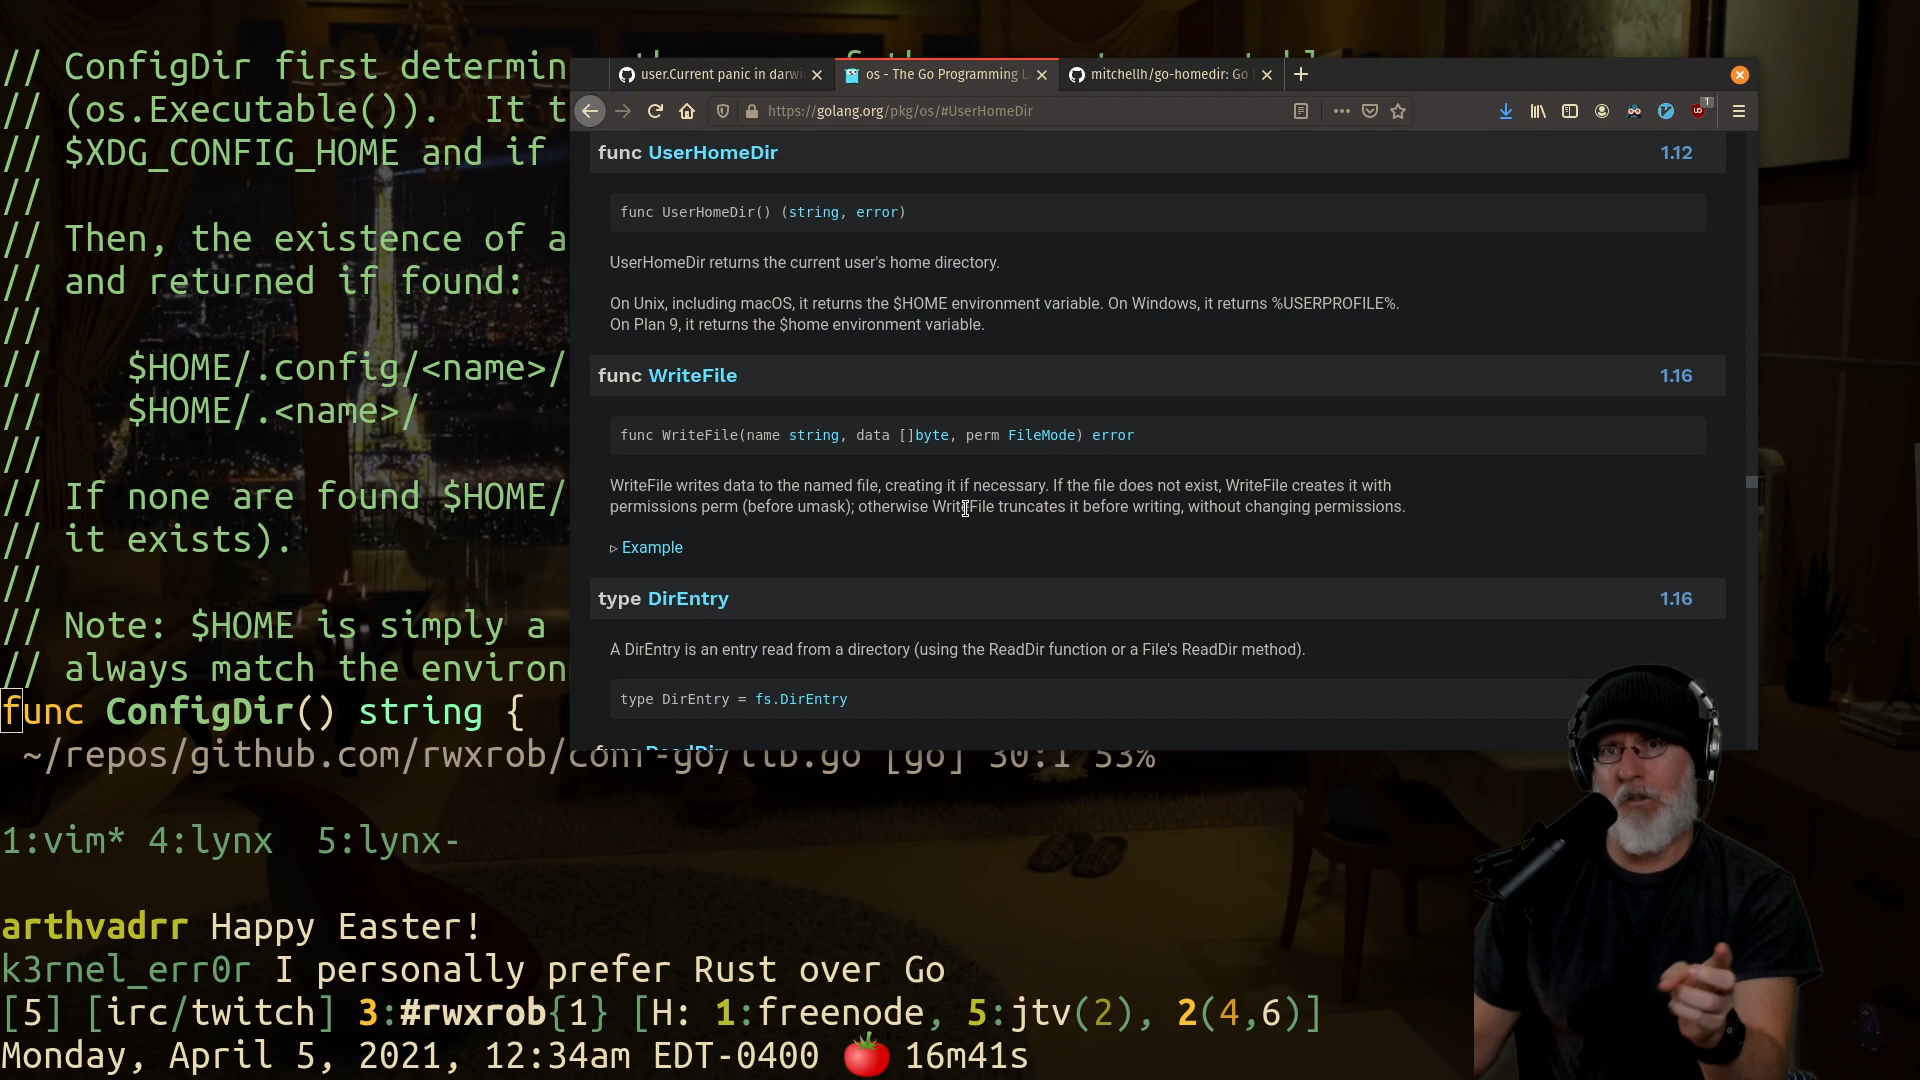 // ConfigDir first determin
// (os.Executable()). It t
// $XDG_CONFIG_HOME and if
//
// Then, the existence of a
// and returned if found:
//
// $HOME/.config/<name>/
// $HOME/.<name>/
//
// If none are found $HOME/
// it exists).
//
// Note: $HOME is simply a
// always match the environ
func ConfigDir() string {
~/repos/github.com/rwxrob/conf-go/lib.go [go] 30:1 53%
user.Current panic in darwi
os - The Go Programming L
mitchellh/go-homedir: Go
https://golang.org/pkg/os/#UserHomeDir
1
func UserHomeDir 1.12
func UserHomeDir() (string, error)
UserHomeDir returns the current user's home directory.
On Unix, including macOS, it returns the $HOME environment variable. On Windows, it returns %USERPROFILE%.
On Plan 9, it returns the $home environment variable.
func WriteFile 1.16
func WriteFile(name string, data []byte, perm FileMode) error
WriteFile writes data to the named file, creating it if necessary. If the file does not exist, WriteFile creates it with
permissions perm (before umask); otherwise WriteFile truncates it before writing, without changing permissions.
Example
type DirEntry 1.16
A DirEntry is an entry read from a directory (using the ReadDir function or a File's ReadDir method).
type DirEntry = fs.DirEntry
func ReadDir
1:vim* 4:lynx 5:lynx-
arthvadrr Happy Easter!
k3rnel_err0r I personally prefer Rust over Go
[5] [irc/twitch] 3:#rwxrob{1} [H: 1:freenode, 5:jtv(2), 2(4,6)]
Monday, April 5, 2021, 12:34am EDT-0400 🍅 16m41s